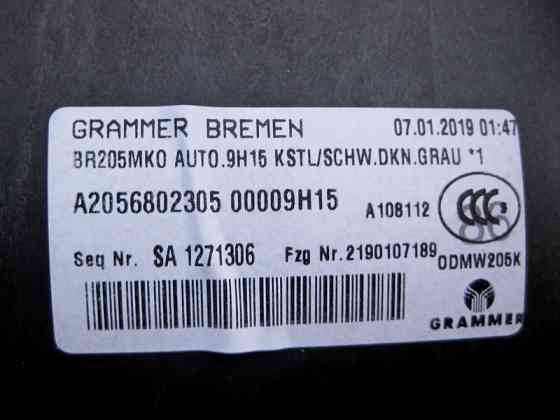 GRAMMER BREMEN 07.01.2019 01:47
BR205MKO AUTO.9H15 KSTL/SCHW.DKN.GRAU *1
A2056802305 00009H15 A108112
CCC
Seq Nr. SA 1271306 Fzg Nr.2190107189 ODMW205K
GRAMMER